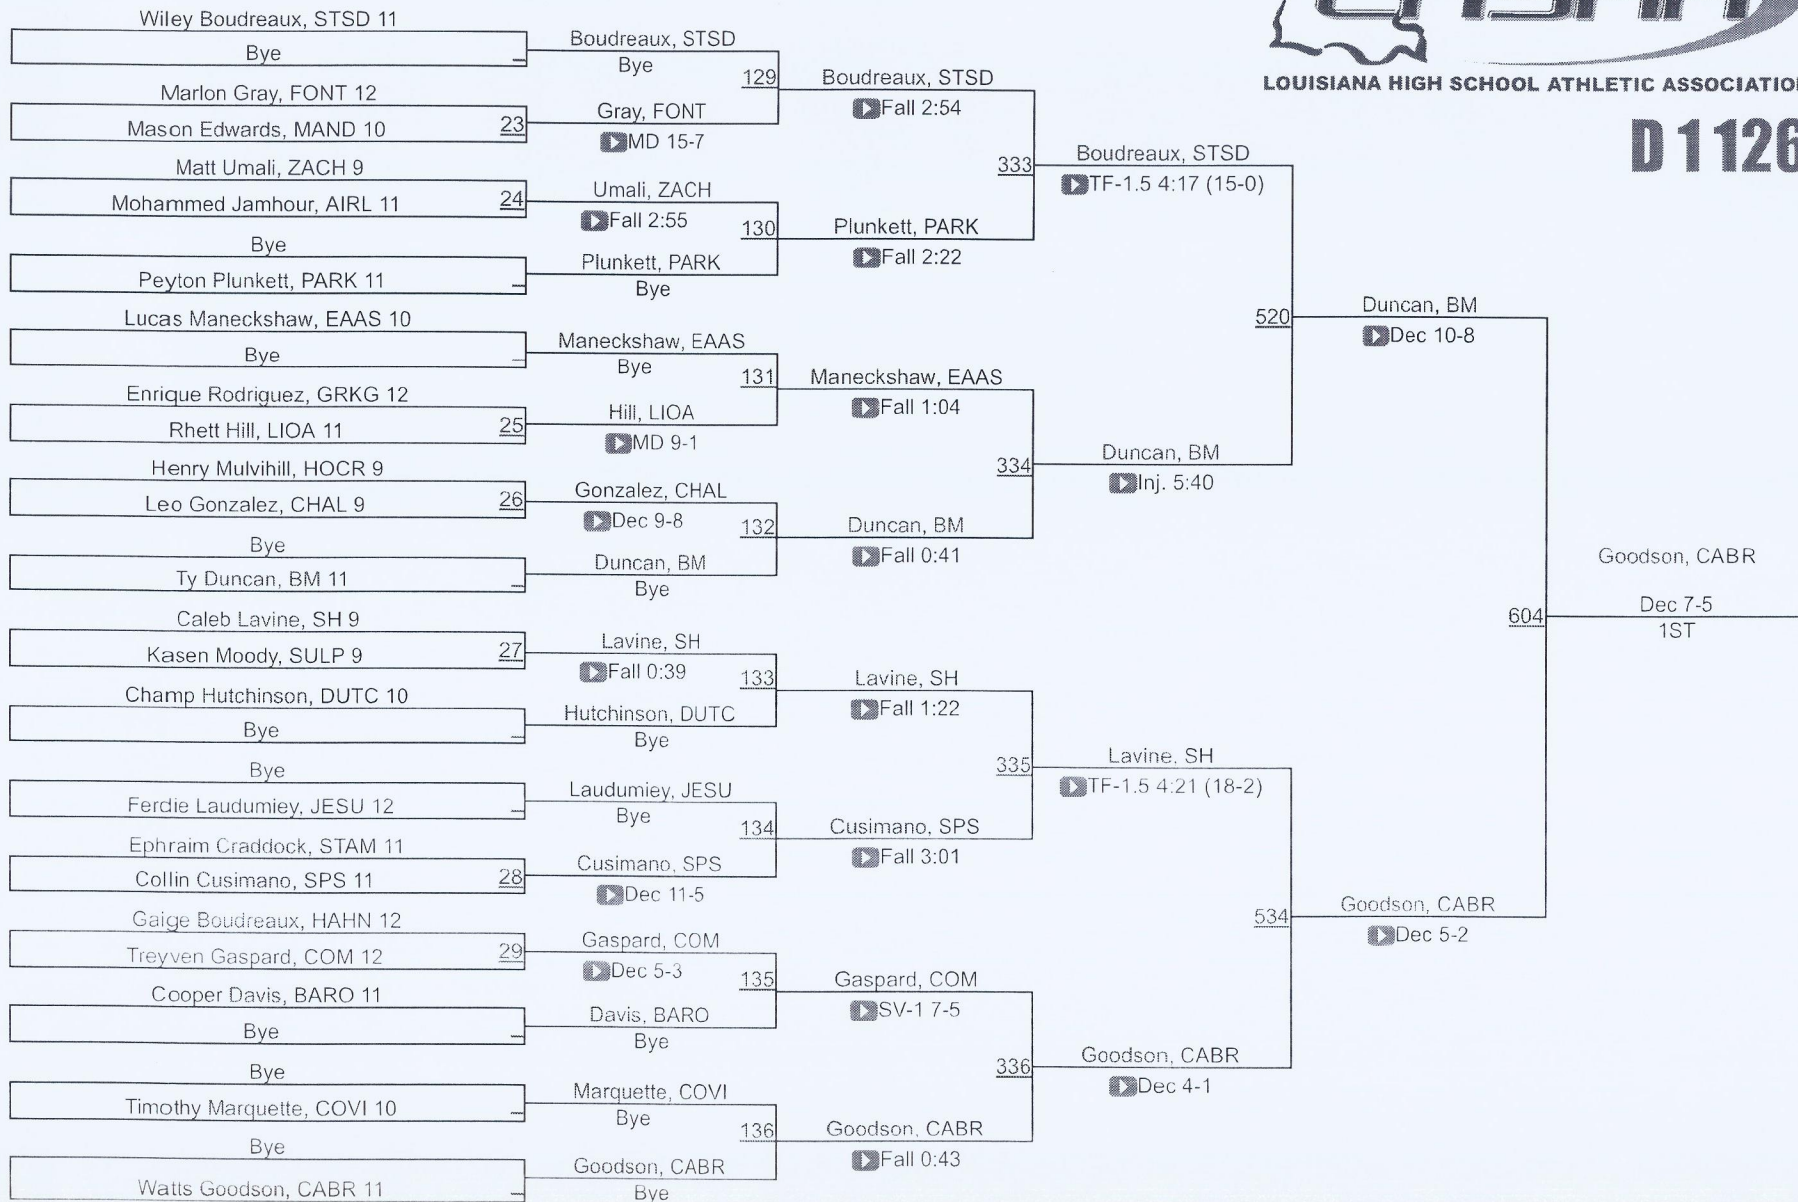 LHSAA
LOUISIANA HIGH SCHOOL ATHLETIC ASSOCIATION
D1 126
Wiley Boudreaux, STSD 11
Bye
Marlon Gray, FONT 12
Mason Edwards, MAND 10
23
Matt Umali, ZACH 9
Mohammed Jamhour, AIRL 11
24
Bye
Peyton Plunkett, PARK 11
Lucas Maneckshaw, EAAS 10
Bye
Enrique Rodriguez, GRKG 12
Rhett Hill, LIOA 11
25
Henry Mulvihill, HOCR 9
Leo Gonzalez, CHAL 9
26
Bye
Ty Duncan, BM 11
Caleb Lavine, SH 9
Kasen Moody, SULP 9
27
Champ Hutchinson, DUTC 10
Bye
Bye
Ferdie Laudumiey, JESU 12
Ephraim Craddock, STAM 11
Collin Cusimano, SPS 11
28
Gaige Boudreaux, HAHN 12
Treyven Gaspard, COM 12
29
Cooper Davis, BARO 11
Bye
Bye
Timothy Marquette, COVI 10
Bye
Watts Goodson, CABR 11
Boudreaux, STSD
Bye
129
Gray, FONT
MD 15-7
Umali, ZACH
Fall 2:55
130
Plunkett, PARK
Bye
Maneckshaw, EAAS
Bye
131
Hill, LIOA
MD 9-1
Gonzalez, CHAL
Dec 9-8
132
Duncan, BM
Bye
Lavine, SH
Fall 0:39
133
Hutchinson, DUTC
Bye
Laudumiey, JESU
Bye
134
Cusimano, SPS
Dec 11-5
Gaspard, COM
Dec 5-3
135
Davis, BARO
Bye
Marquette, COVI
Bye
136
Goodson, CABR
Bye
Boudreaux, STSD
Fall 2:54
333
Plunkett, PARK
Fall 2:22
Maneckshaw, EAAS
Fall 1:04
334
Duncan, BM
Fall 0:41
Lavine, SH
Fall 1:22
335
Cusimano, SPS
Fall 3:01
Gaspard, COM
SV-1 7-5
336
Goodson, CABR
Fall 0:43
Boudreaux, STSD
TF-1.5 4:17 (15-0)
520
Duncan, BM
Inj. 5:40
Lavine, SH
TF-1.5 4:21 (18-2)
534
Goodson, CABR
Dec 4-1
Duncan, BM
Dec 10-8
604
Goodson, CABR
Dec 5-2
Goodson, CABR
Dec 7-5
1ST